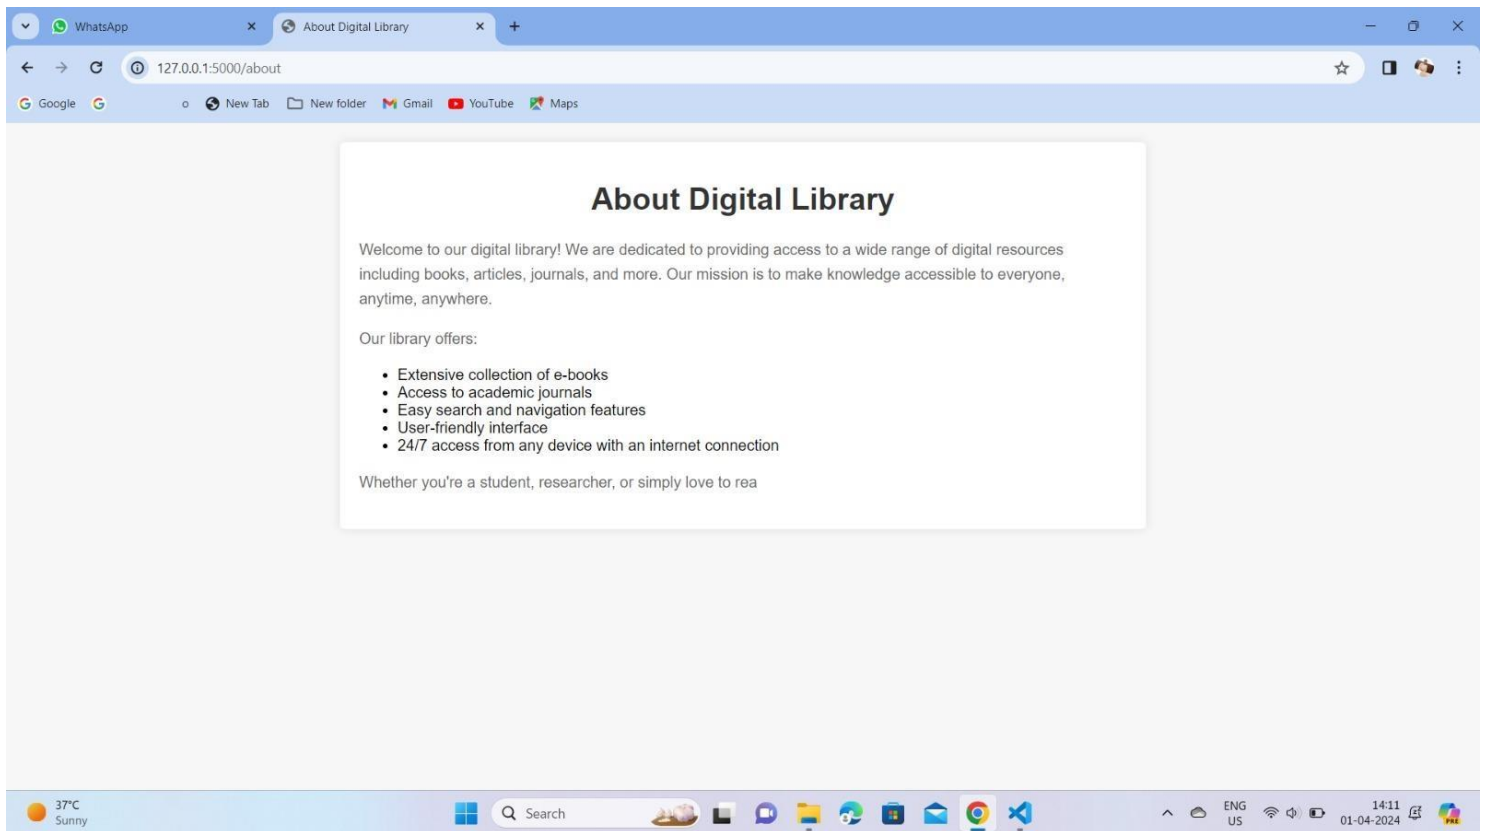 WhatsApp
About Digital Library
127.0.0.1:5000/about
Google
o
New Tab
New folder
Gmail
YouTube
Maps
About Digital Library
Welcome to our digital library! We are dedicated to providing access to a wide range of digital resources
including books, articles, journals, and more. Our mission is to make knowledge accessible to everyone,
anytime, anywhere.
Our library offers:
• Extensive collection of e-books
• Access to academic journals
• Easy search and navigation features
• User-friendly interface
• 24/7 access from any device with an internet connection
Whether you're a student, researcher, or simply love to rea
37°C
Sunny
Search
ENG
US
14:11
01-04-2024
PRE